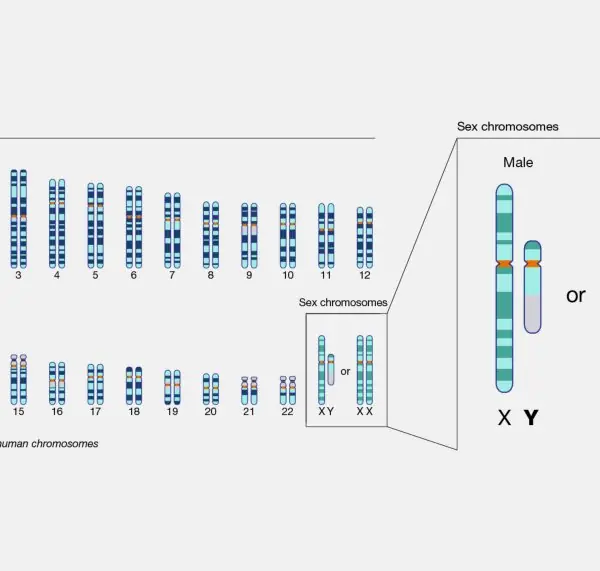 Sex chromosomes
Male
3 4 5 6 7 8 9 10 11 12
or
Sex chromosomes
or
15 16 17 18 19 20 21 22 X Y X X
X Y
human chromosomes